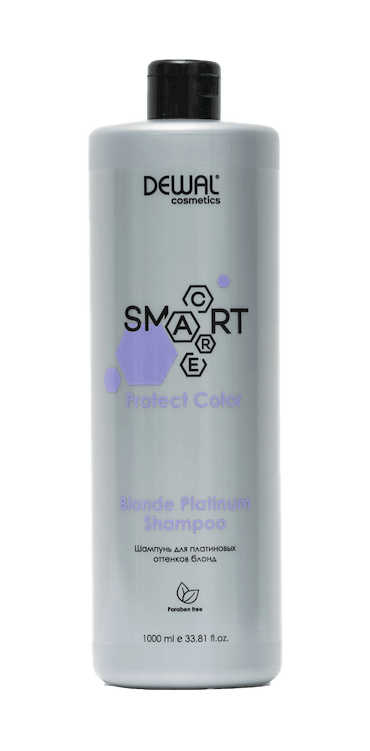 DEWAL®
cosmetics
SMART
CARE
Protect Color
Blonde Platinum
Shampoo
Шампунь для платиновых
оттенков блонд
Paraben free
1000 ml e 33.81 fl.oz.